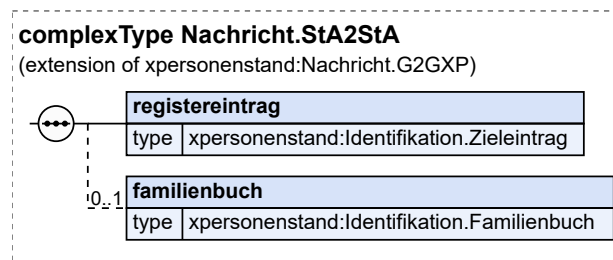 complexType Nachricht.StA2StA
(extension of xpersonenstand:Nachricht.G2GXP)
registereintrag
type xpersonenstand:Identifikation.Zieleintrag
0..1
familienbuch
type xpersonenstand:Identifikation.Familienbuch